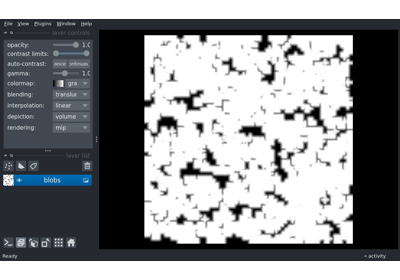 File View Plugins Window Help
layer controls
opacity: 1.0
contrast limits:
auto-contrast: once
gamma: 1.0
colormap: gra
blending: translu
interpolation: linear
depiction: volume
rendering: mip
layer list
blobs
Ready
activity